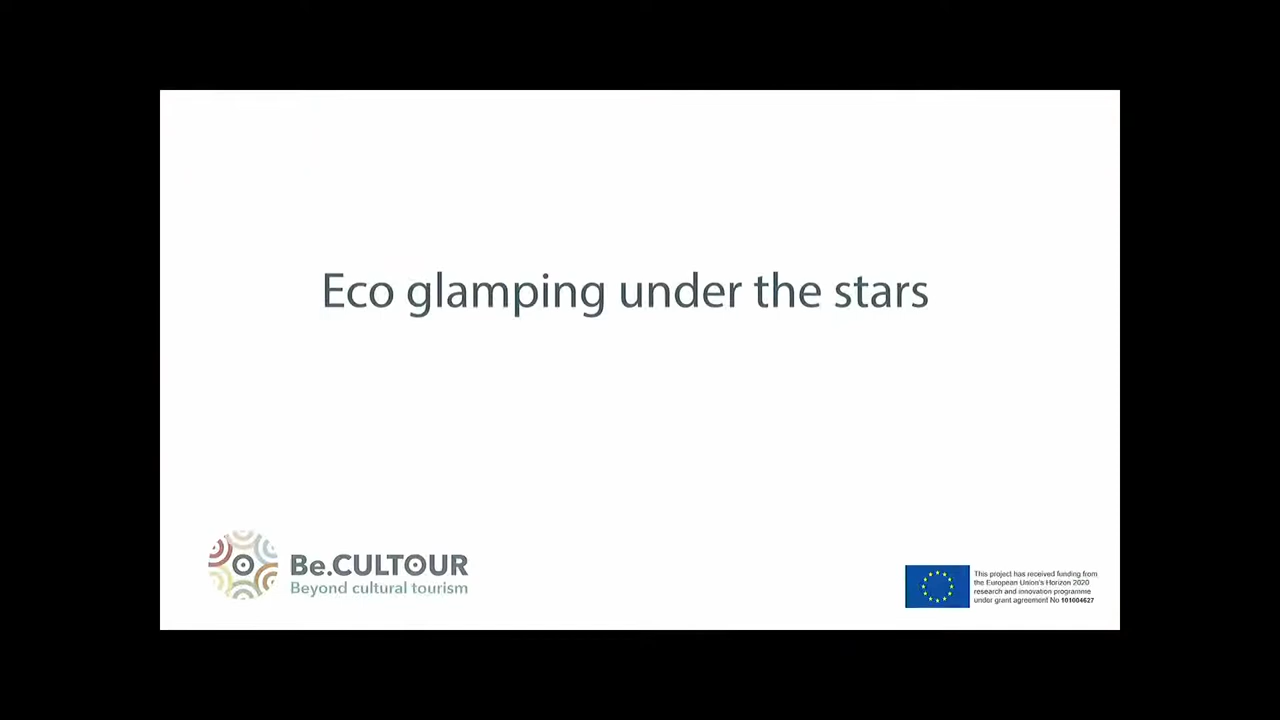 Eco glamping under the stars
Be.CULTOUR
Beyond cultural tourism
This project has received funding from
the European Union's Horizon 2020
research and innovation programme
under grant agreement No 101004627